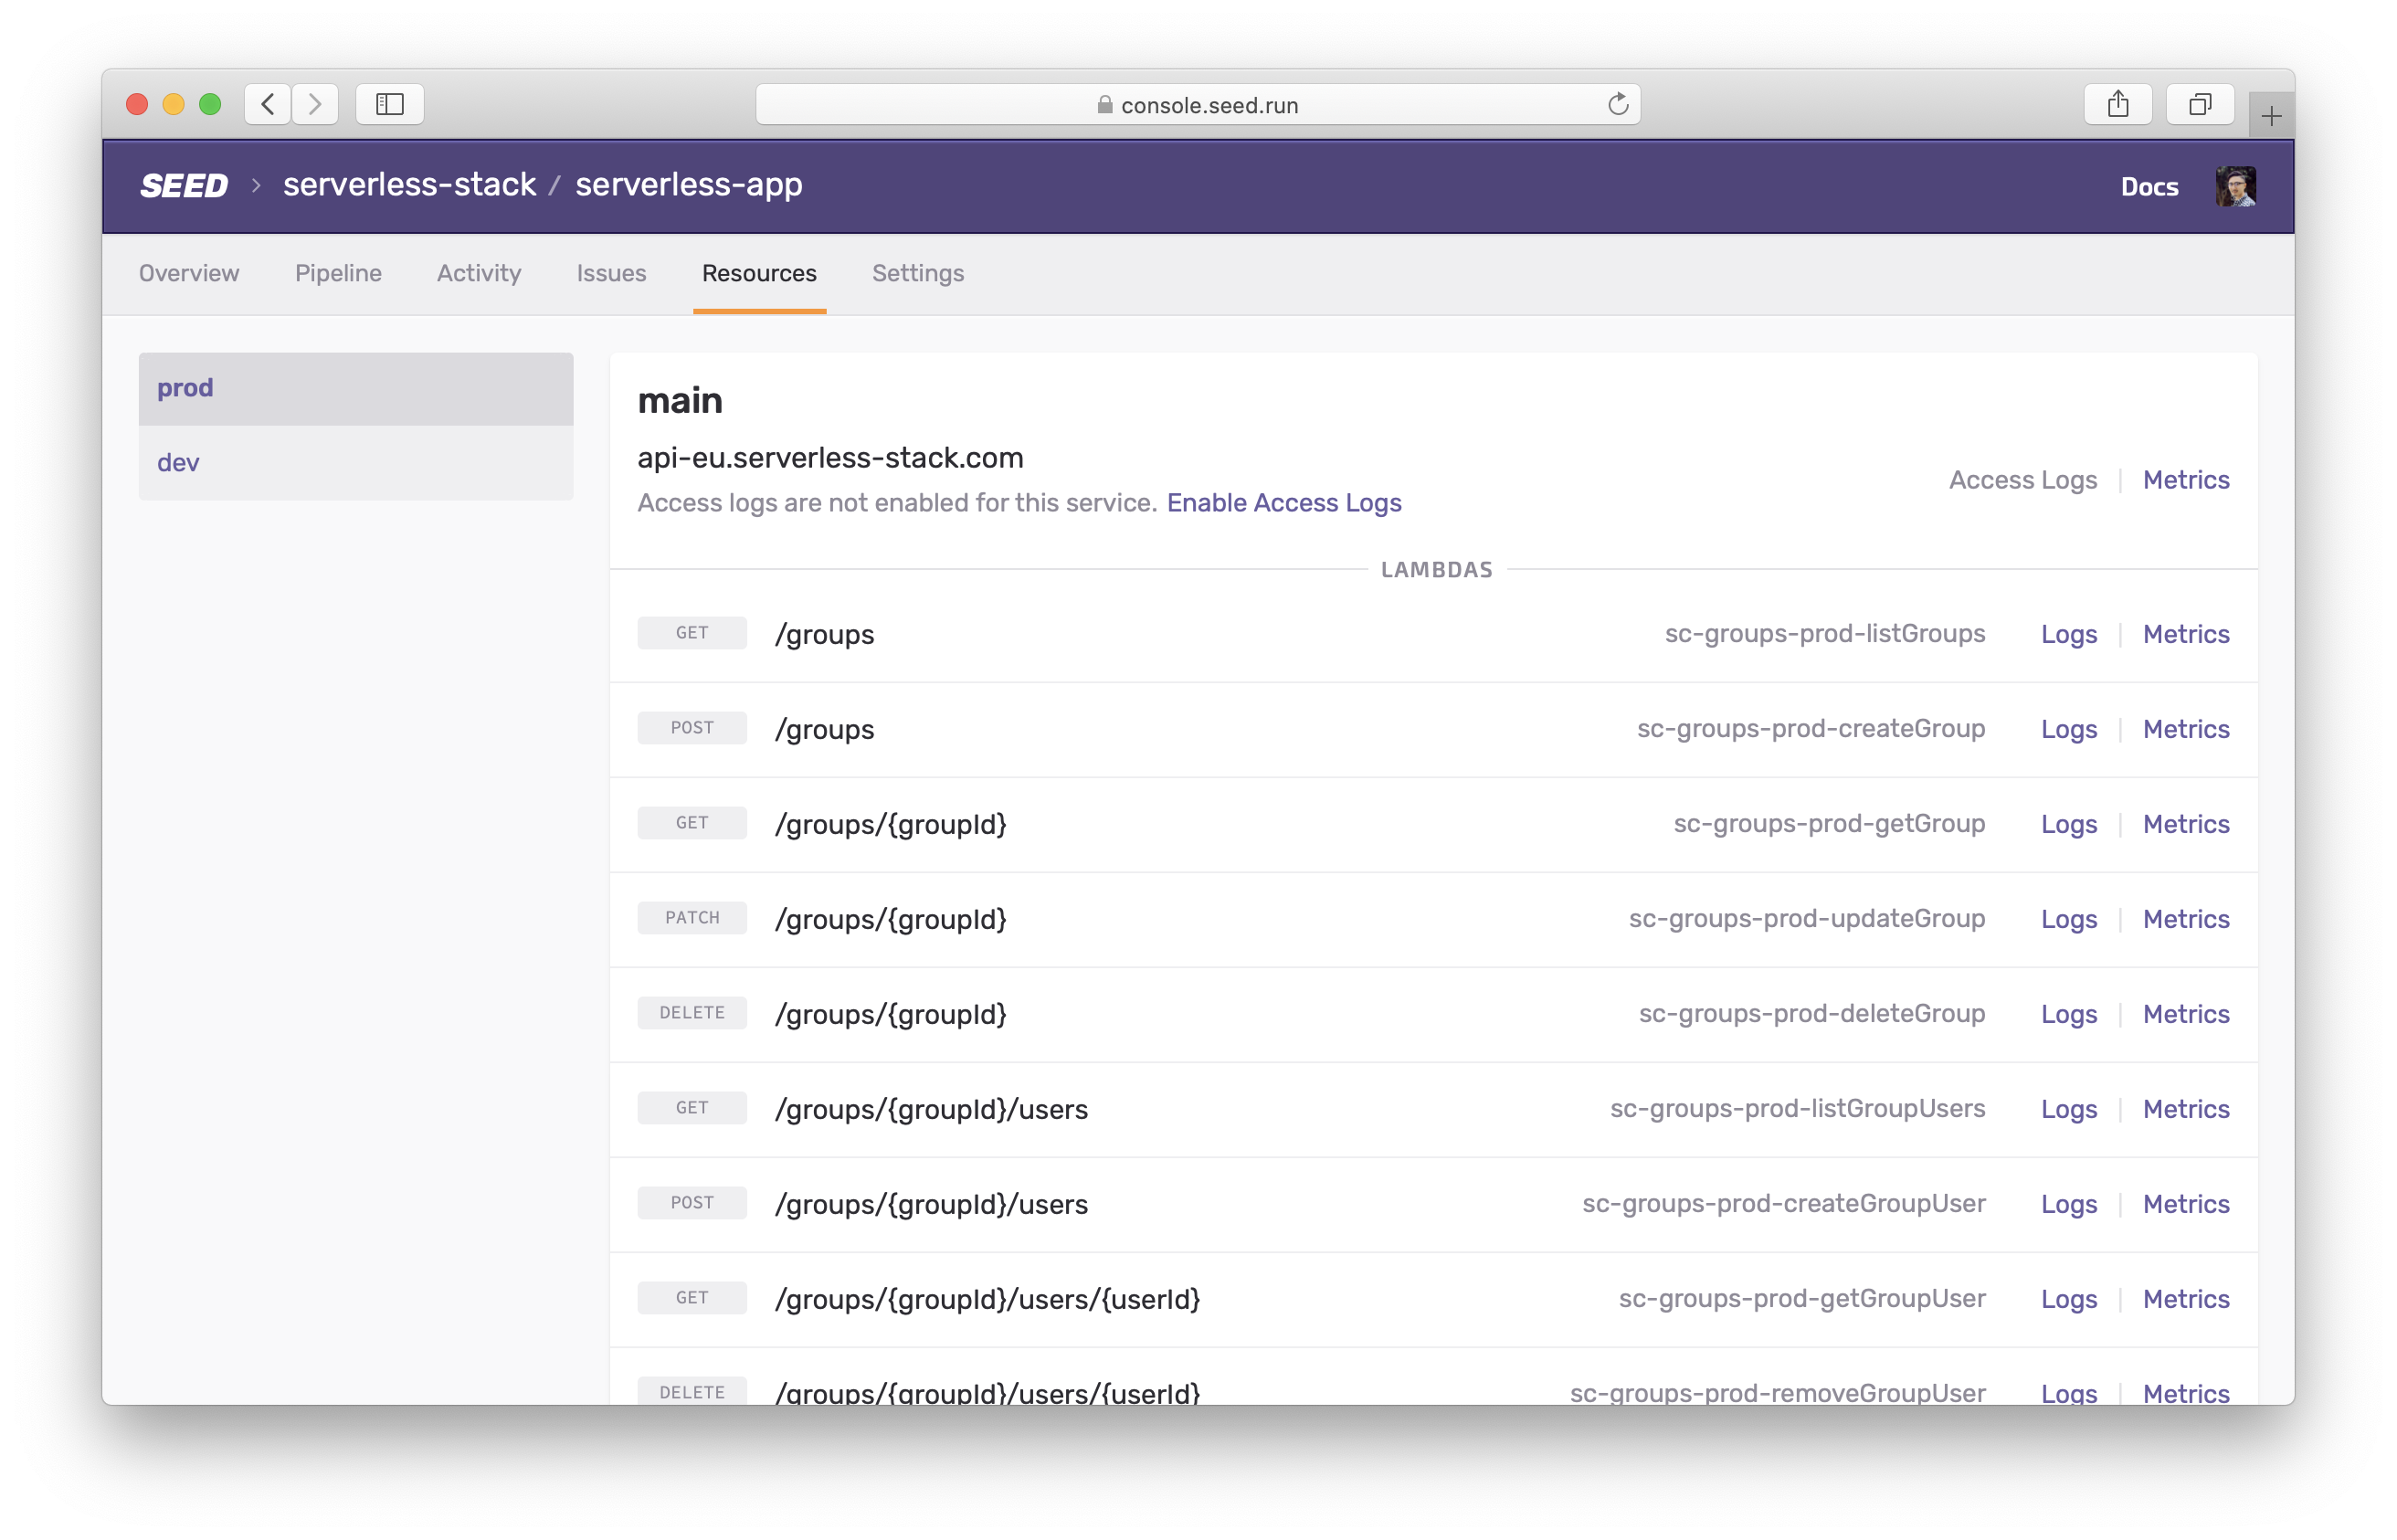 console.seed.run
SEED > serverless-stack / serverless-app Docs
Overview Pipeline Activity Issues Resources Settings
prod
dev
main
api-eu.serverless-stack.com
Access logs are not enabled for this service. Enable Access Logs
Access Logs | Metrics
LAMBDAS
GET /groups sc-groups-prod-listGroups Logs | Metrics
POST /groups sc-groups-prod-createGroup Logs | Metrics
GET /groups/{groupId} sc-groups-prod-getGroup Logs | Metrics
PATCH /groups/{groupId} sc-groups-prod-updateGroup Logs | Metrics
DELETE /groups/{groupId} sc-groups-prod-deleteGroup Logs | Metrics
GET /groups/{groupId}/users sc-groups-prod-listGroupUsers Logs | Metrics
POST /groups/{groupId}/users sc-groups-prod-createGroupUser Logs | Metrics
GET /groups/{groupId}/users/{userId} sc-groups-prod-getGroupUser Logs | Metrics
DELETE /groups/{groupId}/users/{userId} sc-groups-prod-removeGroupUser Logs | Metrics